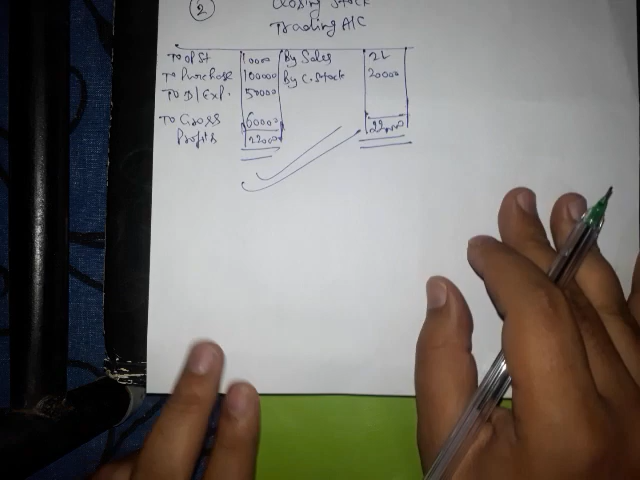 2
Closing Stock
Trading A/C
To op St 10000 By Sales 2L
To Purchase 100000 By C. Stock 20000
To D/Exp. 50000
To Gross 60000
Profits 220000 220000